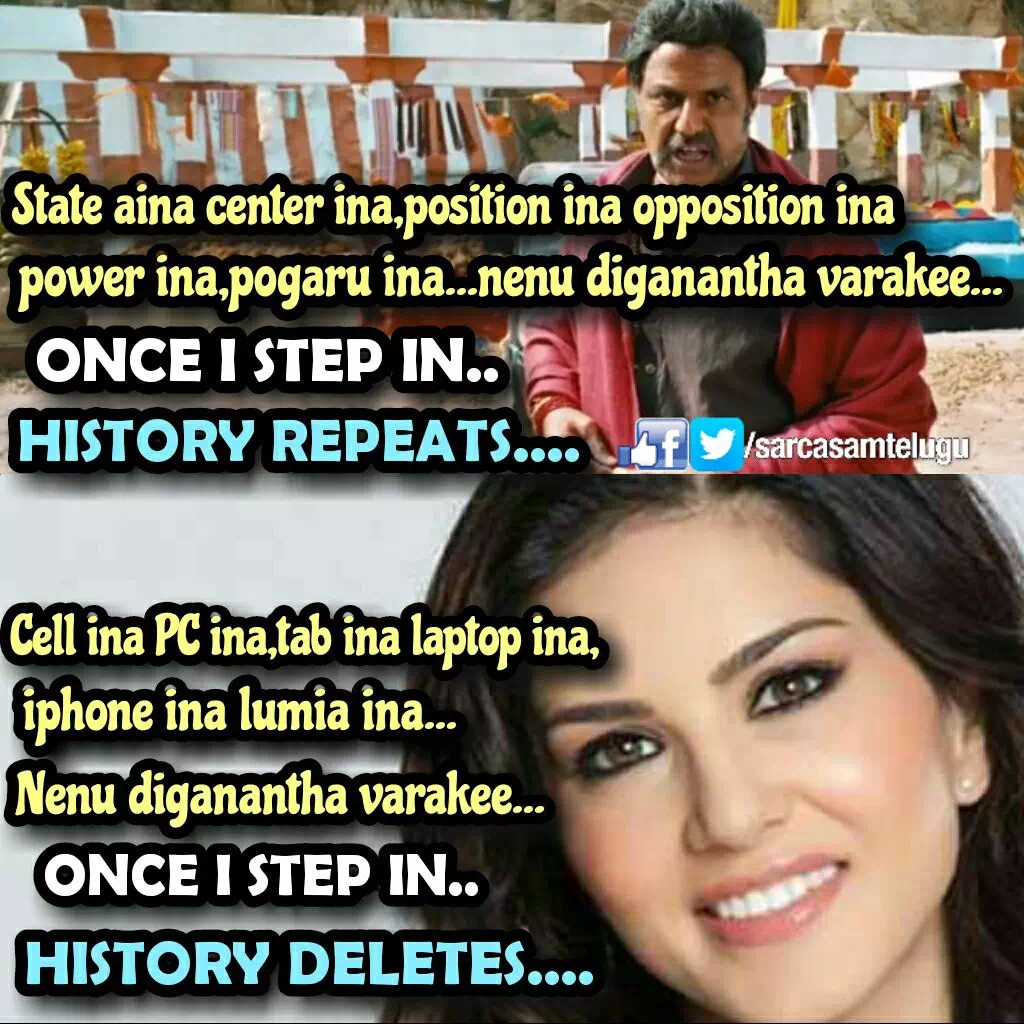 State aina center ina,position ina opposition ina
power ina,pogaru ina...nenu diganantha varakee...
ONCE I STEP IN..
HISTORY REPEATS....
f /sarcasamtelugu
Cell ina PC ina,tab ina laptop ina,
iphone ina lumia ina...
Nenu diganantha varakee...
ONCE I STEP IN..
HISTORY DELETES....